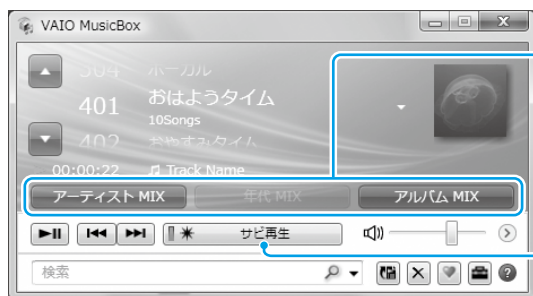 VAIO MusicBox
304 ボーカル
401 おはようタイム
10Songs
402 おやすみタイム
00:00:22 Track Name
アーティスト MIX 年代 MIX アルバム MIX
サビ再生
検索